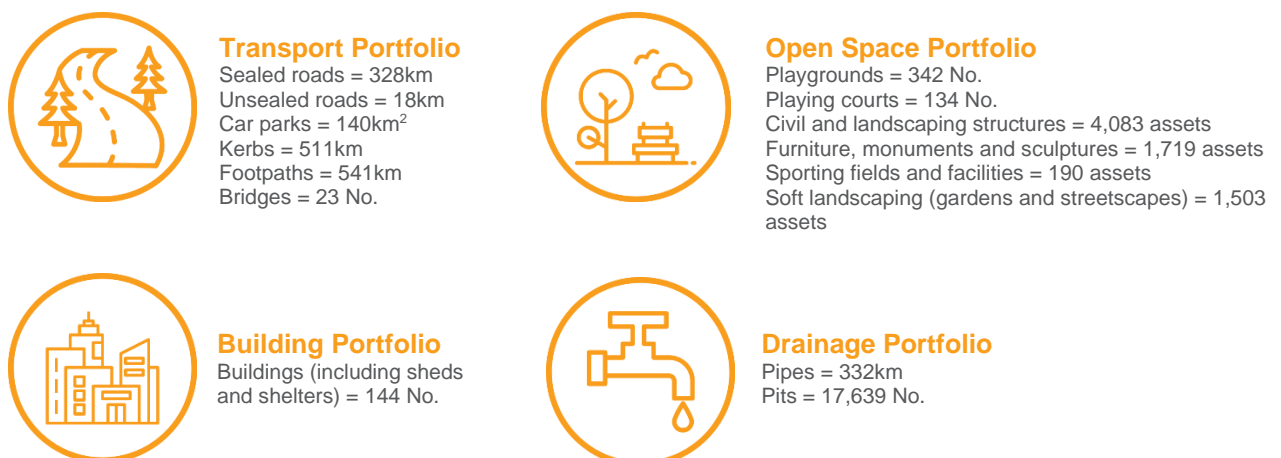 Transport Portfolio
Sealed roads = 328km
Unsealed roads = 18km
Car parks = 140km²
Kerbs = 511km
Footpaths = 541km
Bridges = 23 No.
Open Space Portfolio
Playgrounds = 342 No.
Playing courts = 134 No.
Civil and landscaping structures = 4,083 assets
Furniture, monuments and sculptures = 1,719 assets
Sporting fields and facilities = 190 assets
Soft landscaping (gardens and streetscapes) = 1,503
assets
Building Portfolio
Buildings (including sheds
and shelters) = 144 No.
Drainage Portfolio
Pipes = 332km
Pits = 17,639 No.